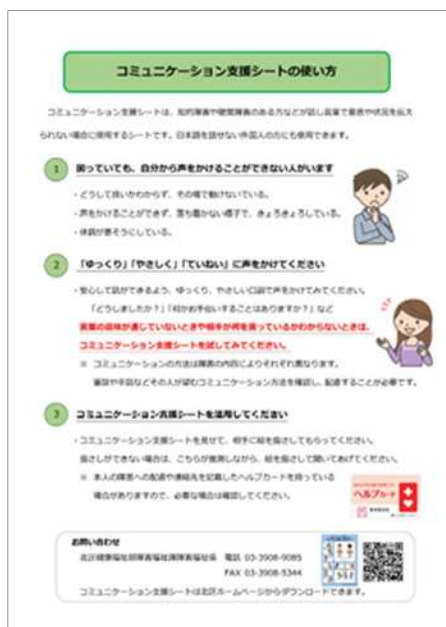 コミュニケーション支援シートの使い方
コミュニケーション支援シートは、知的障害や聴覚障害のある方などが話し言葉で意思や状況を伝え
られない場合に使用するシートです。日本語を話せない外国人の方にも使用できます。
1 困っていても、自分から声をかけることができない人がいます
・どうして良いかわからず、その場で動けないでいる。
・声をかけることができず、落ち着かない様子で、きょろきょろしている。
・体調が悪そうにしている。
2 「ゆっくり」「やさしく」「ていねい」に声をかけてください
・安心して話ができるよう、ゆっくり、やさしい口調で声をかけてみてください。
「どうしましたか？」「何かお手伝いすることはありますか？」など
言葉の意味が通じていないときや相手が何を言っているかわからないときは、
コミュニケーション支援シートを試してみてください。
※ コミュニケーションの方法は障害の内容によりそれぞれ異なります。
筆談や手話などその人が望むコミュニケーション方法を確認し、配慮することが必要です。
3 コミュニケーション支援シートを活用してください
・コミュニケーション支援シートを見せて、相手に絵を指さしてもらってください。
指さしができない場合は、こちらが推測しながら、絵を指さして聞いてあげてください。
※ 本人の障害への配慮や連絡先を記載したヘルプカードを持っている
場合がありますので、必要な場合は確認してください。
ヘルプカード
お問い合わせ
北区健康福祉部障害福祉課障害福祉係 電話 03-3908-9085
FAX 03-3908-5344
コミュニケーション支援シートは北区ホームページからダウンロードできます。